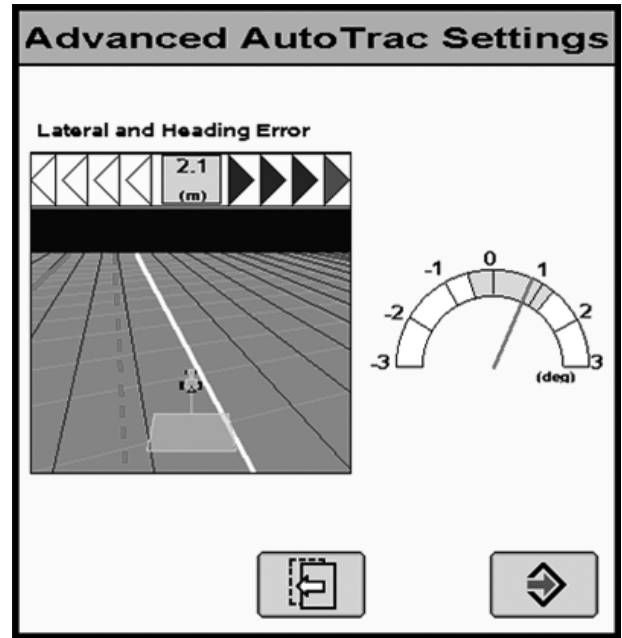 Advanced AutoTrac Settings
Lateral and Heading Error
2.1
(m)
0
-1
1
-2
2
-3
3
(deg)